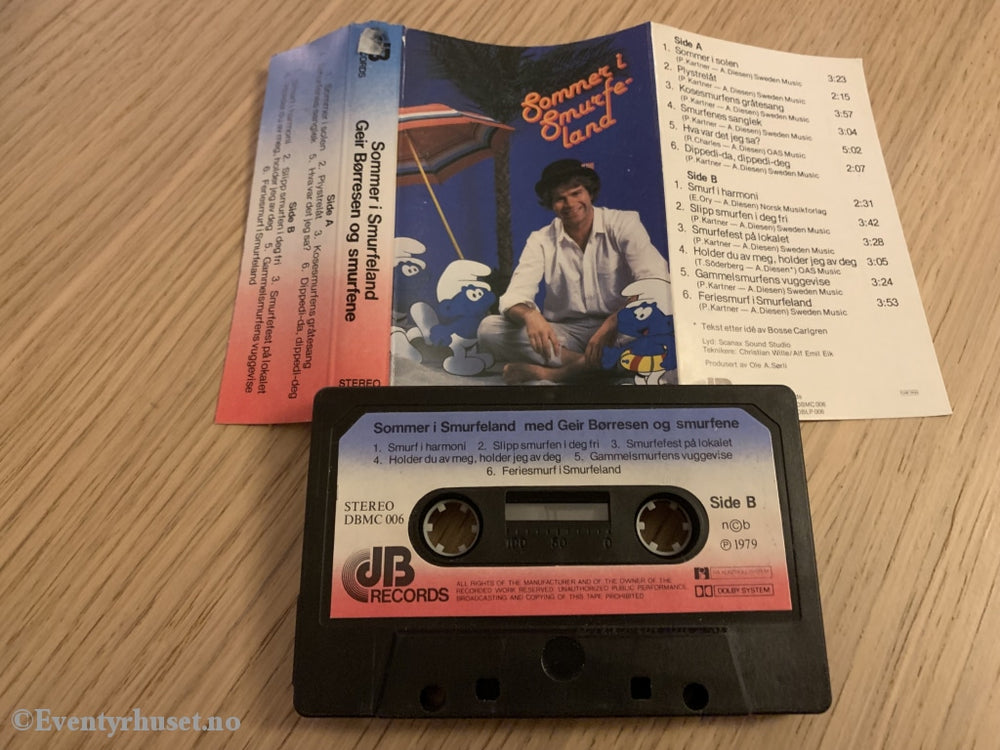 Sommer i
Smurfe-
land
Sommer i Smurfeland
Geir Børresen og smurfene
STEREO
Side A
1. Sommer i solen
2. Plystrelåt 3. Kosesmurfens gråtesang
4. Smurfenes sanglek 5. Hva var det jeg sa? 6. Dippedi-da, dippedi-deg
Side B
1. Smurf i harmoni 2. Slipp smurfen i deg fri 3. Smurfefest på lokalet
4. Holder du av meg, holder jeg av deg 5. Gammelsmurfens vuggevise
6. Feriesmurf i Smurfeland
Side A
1. Sommer i solen
(P. Kartner — A. Diesen) Sweden Music 3:23
2. Plystrelåt
(P. Kartner — A. Diesen) Sweden Music 2:15
3. Kosesmurfens gråtesang
(P. Kartner — A. Diesen) Sweden Music 3:57
4. Smurfenes sanglek
(P. Kartner — A. Diesen) Sweden Music 3:04
5. Hva var det jeg sa?
(R. Charles — A. Diesen) OAS Music 5:02
6. Dippedi-da, dippedi-deg
(P. Kartner — A. Diesen) Sweden Music 2:07
Side B
1. Smurf i harmoni
(E. Ory — A. Diesen) Norsk Musikforlag 2:31
2. Slipp smurfen i deg fri
(P. Kartner — A. Diesen) Sweden Music 3:42
3. Smurfefest på lokalet
(P. Kartner — A. Diesen) Sweden Music 3:28
4. Holder du av meg, holder jeg av deg 3:05
(T. Söderberg — A. Diesen*) OAS Music
5. Gammelsmurfens vuggevise
(P. Kartner — A. Diesen) Sweden Music 3:24
6. Feriesmurf i Smurfeland
(P. Kartner — A. Diesen) Sweden Music 3:53
* Tekst etter idé av Bosse Carlgren
Lyd: Scanax Sound Studio
Teknikere: Christian Wille/Alf Emil Eik
Produsert av Ole A. Sørli
DBMC 006
DBLP-006
Sommer i Smurfeland med Geir Børresen og smurfene
1. Smurf i harmoni 2. Slipp smurfen i deg fri 3. Smurfefest på lokalet
4. Holder du av meg, holder jeg av deg 5. Gammelsmurfens vuggevise
6. Feriesmurf i Smurfeland
STEREO
DBMC 006
Side B
n©b
℗ 1979
100 50 0
dB
RECORDS
ALL RIGHTS OF THE MANUFACTURER AND OF THE OWNER OF THE
RECORDED WORK RESERVED. UNAUTHORIZED PUBLIC PERFORMANCE,
BROADCASTING AND COPYING OF THIS TAPE PROHIBITED
DOLBY SYSTEM
©Eventyrhuset.no